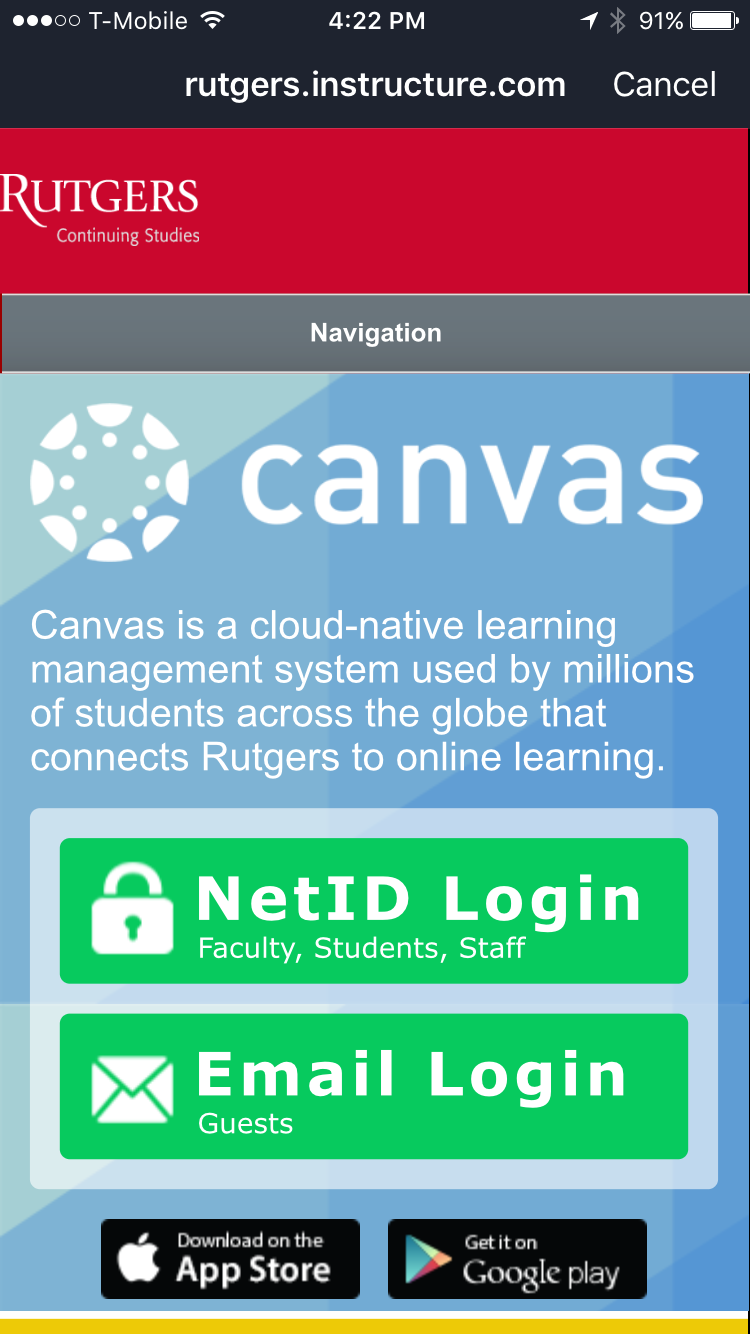 T-Mobile 4:22 PM 91%
rutgers.instructure.com Cancel
RUTGERS
Continuing Studies
Navigation
canvas
Canvas is a cloud-native learning
management system used by millions
of students across the globe that
connects Rutgers to online learning.
NetID Login
Faculty, Students, Staff
Email Login
Guests
Download on the
App Store
Get it on
Google play